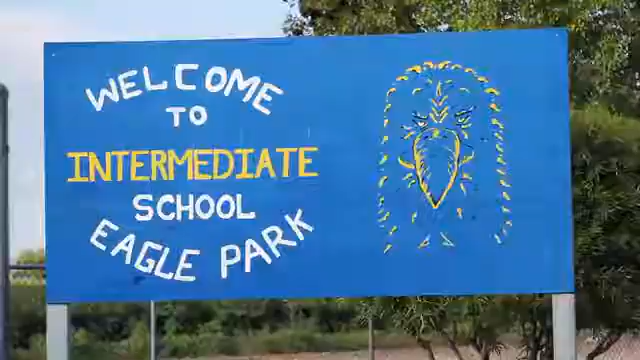 WELCOME
TO
INTERMEDIATE
SCHOOL
EAGLE PARK